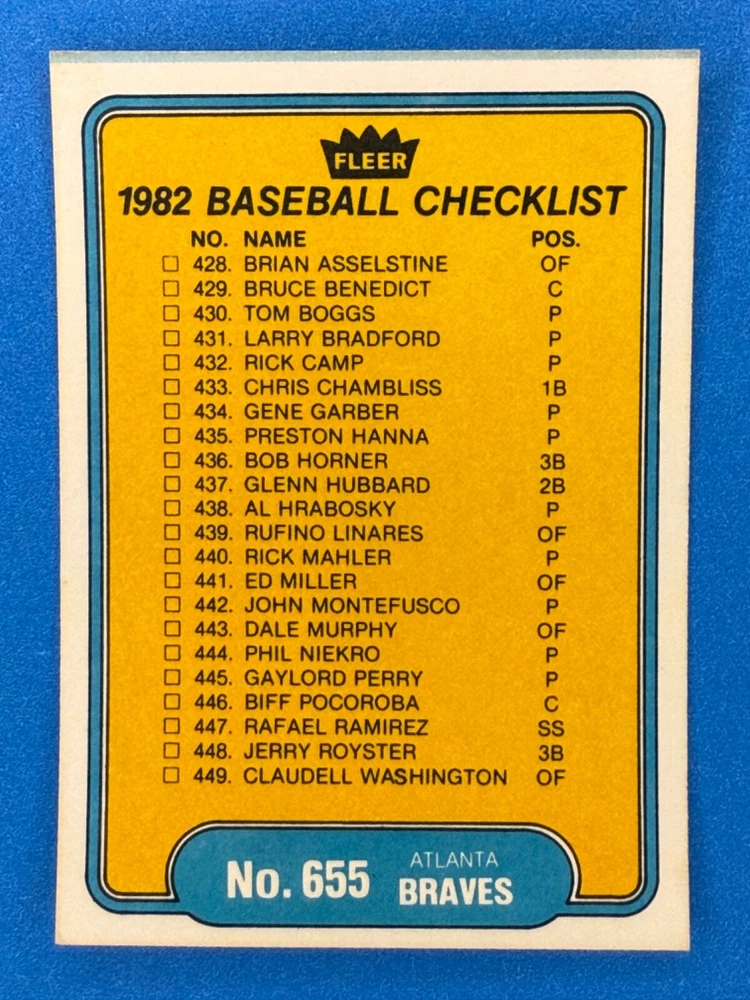 FLEER
1982 BASEBALL CHECKLIST
NO. NAME POS.
428. BRIAN ASSELSTINE OF
429. BRUCE BENEDICT C
430. TOM BOGGS P
431. LARRY BRADFORD P
432. RICK CAMP P
433. CHRIS CHAMBLISS 1B
434. GENE GARBER P
435. PRESTON HANNA P
436. BOB HORNER 3B
437. GLENN HUBBARD 2B
438. AL HRABOSKY P
439. RUFINO LINARES OF
440. RICK MAHLER P
441. ED MILLER OF
442. JOHN MONTEFUSCO P
443. DALE MURPHY OF
444. PHIL NIEKRO P
445. GAYLORD PERRY P
446. BIFF POCOROBA C
447. RAFAEL RAMIREZ SS
448. JERRY ROYSTER 3B
449. CLAUDELL WASHINGTON OF
No. 655
ATLANTA
BRAVES